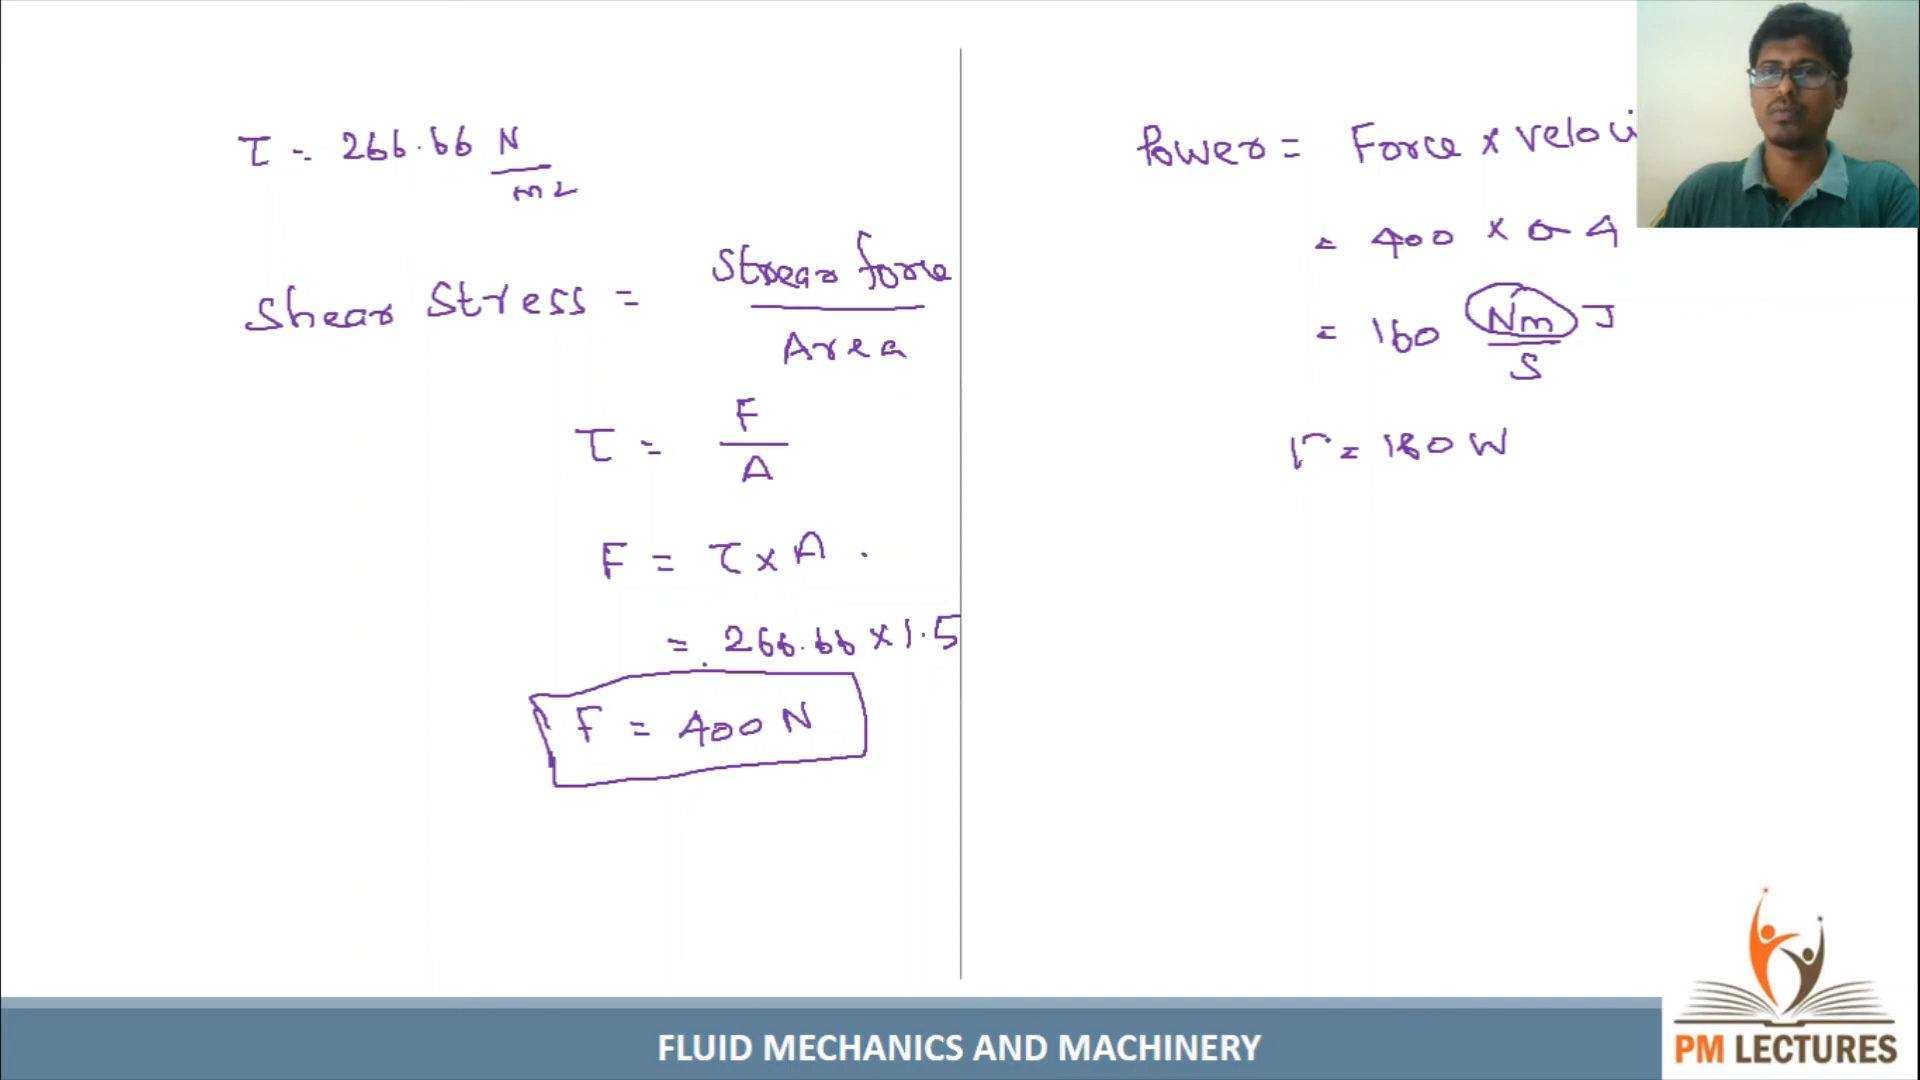 τ = 266.66 N
m2
Shear Stress = Shear force
Area
τ = F
A
F = τ x A .
= 266.66 x 1.5
F = 400 N
Power = Force x veloci
= 400 x 0.4
= 160 Nm J
S
P = 160 W
FLUID MECHANICS AND MACHINERY
PM LECTURES